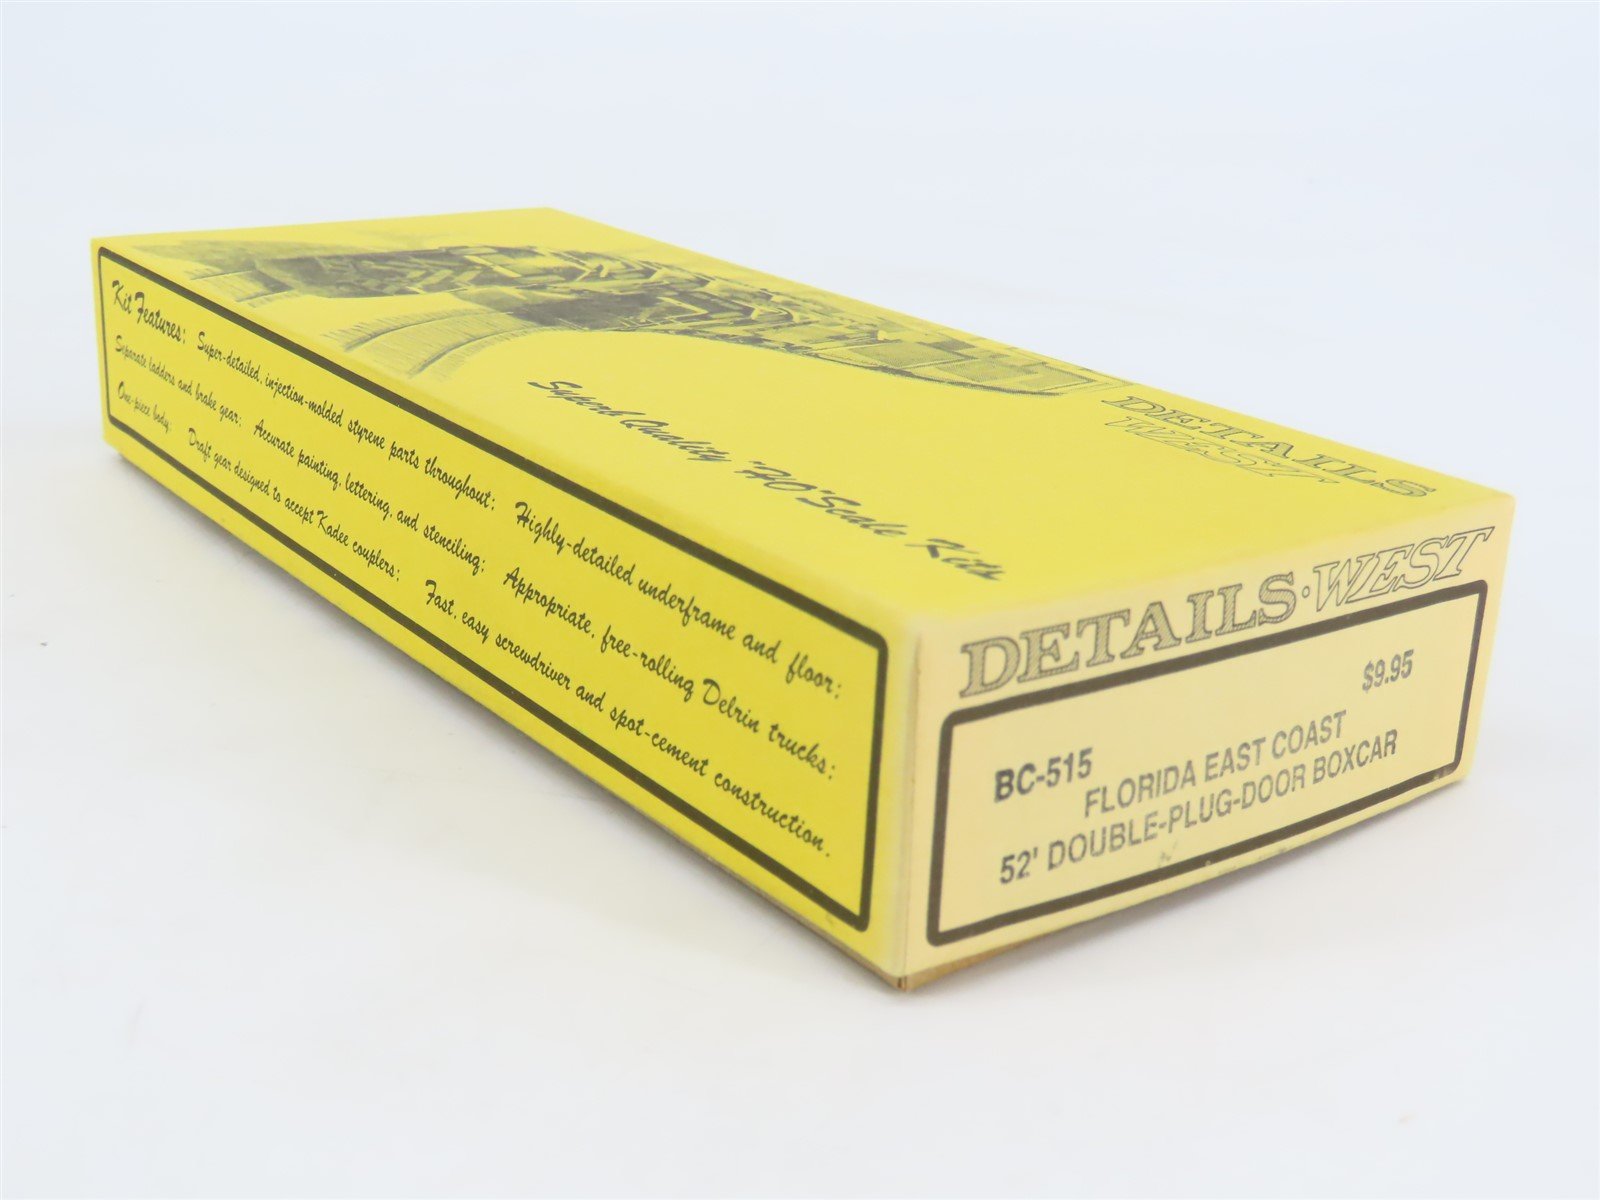 DETAILS
WEST
Superb Quality "HO" Scale Kits
Kit Features: Super-detailed, injection-molded styrene parts throughout; Highly-detailed underframe and floor;
Separate ladders and brake gear; Accurate painting, lettering, and stenciling; Appropriate, free-rolling Delrin trucks;
One-piece body; Draft gear designed to accept Kadee couplers; Fast, easy screwdriver and spot-cement construction.
DETAILS·WEST
$9.95
BC-515
FLORIDA EAST COAST
52' DOUBLE-PLUG-DOOR BOXCAR